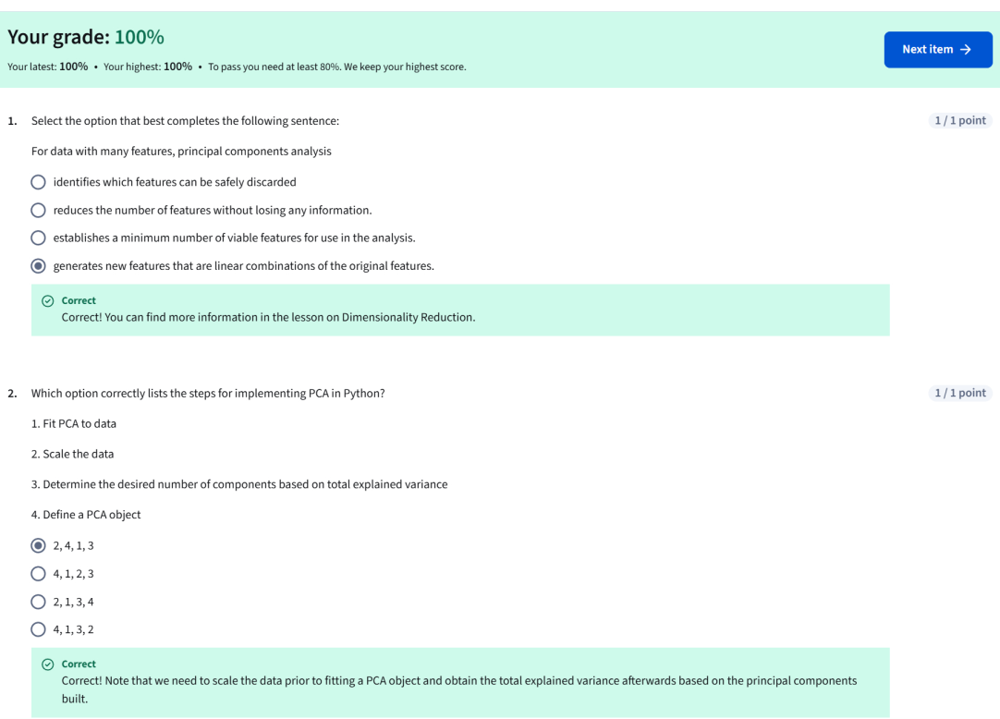 Your grade: 100%
Next item →
Your latest: 100% • Your highest: 100% • To pass you need at least 80%. We keep your highest score.
1. Select the option that best completes the following sentence:
1 / 1 point
For data with many features, principal components analysis
identifies which features can be safely discarded
reduces the number of features without losing any information.
establishes a minimum number of viable features for use in the analysis.
generates new features that are linear combinations of the original features.
Correct
Correct! You can find more information in the lesson on Dimensionality Reduction.
2. Which option correctly lists the steps for implementing PCA in Python?
1 / 1 point
1. Fit PCA to data
2. Scale the data
3. Determine the desired number of components based on total explained variance
4. Define a PCA object
2, 4, 1, 3
4, 1, 2, 3
2, 1, 3, 4
4, 1, 3, 2
Correct
Correct! Note that we need to scale the data prior to fitting a PCA object and obtain the total explained variance afterwards based on the principal components
built.